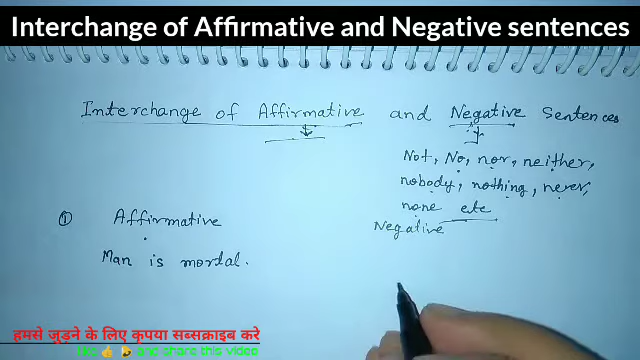 Interchange of Affirmative and Negative sentences
Interchange of Affirmative and Negative Sentences
Not, No, nor, neither,
nobody, nothing, never,
none etc
① Affirmative
Negative
Man is mortal.
हमसे जुड़ने के लिए कृपया सब्सक्राइब करे
like👍 🤪 and share this video